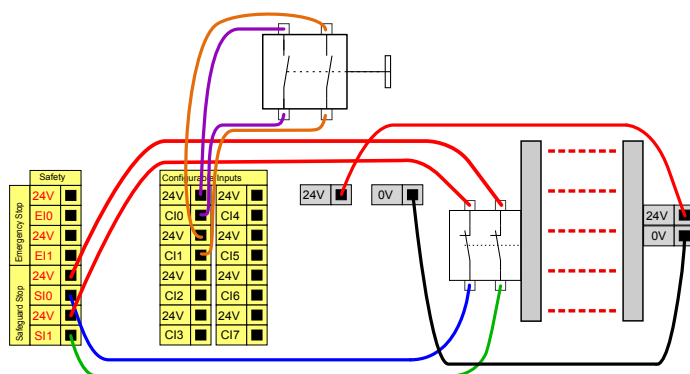 Safety
Emergency Stop
24V
EI0
24V
EI1
Safeguard Stop
24V
SI0
24V
SI1
Configurable Inputs
24V 24V
CI0 CI4
24V 24V
CI1 CI5
24V 24V
CI2 CI6
24V 24V
CI3 CI7
24V
0V
24V
0V